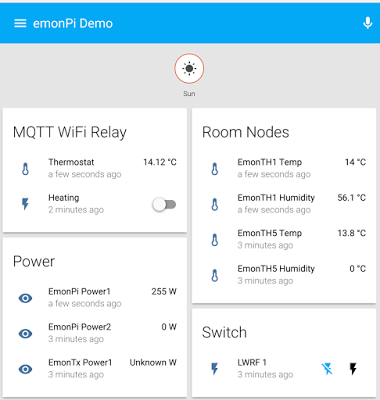 emonPi Demo
Sun
MQTT WiFi Relay
Thermostat 14.12 °C
a few seconds ago
Heating
2 minutes ago
Power
EmonPi Power1 255 W
a few seconds ago
EmonPi Power2 0 W
3 minutes ago
EmonTx Power1 Unknown W
3 minutes ago
Room Nodes
EmonTH1 Temp 14 °C
a few seconds ago
EmonTH1 Humidity 56.1 °C
a few seconds ago
EmonTH5 Temp 13.8 °C
3 minutes ago
EmonTH5 Humidity 0 °C
3 minutes ago
Switch
LWRF 1
3 minutes ago